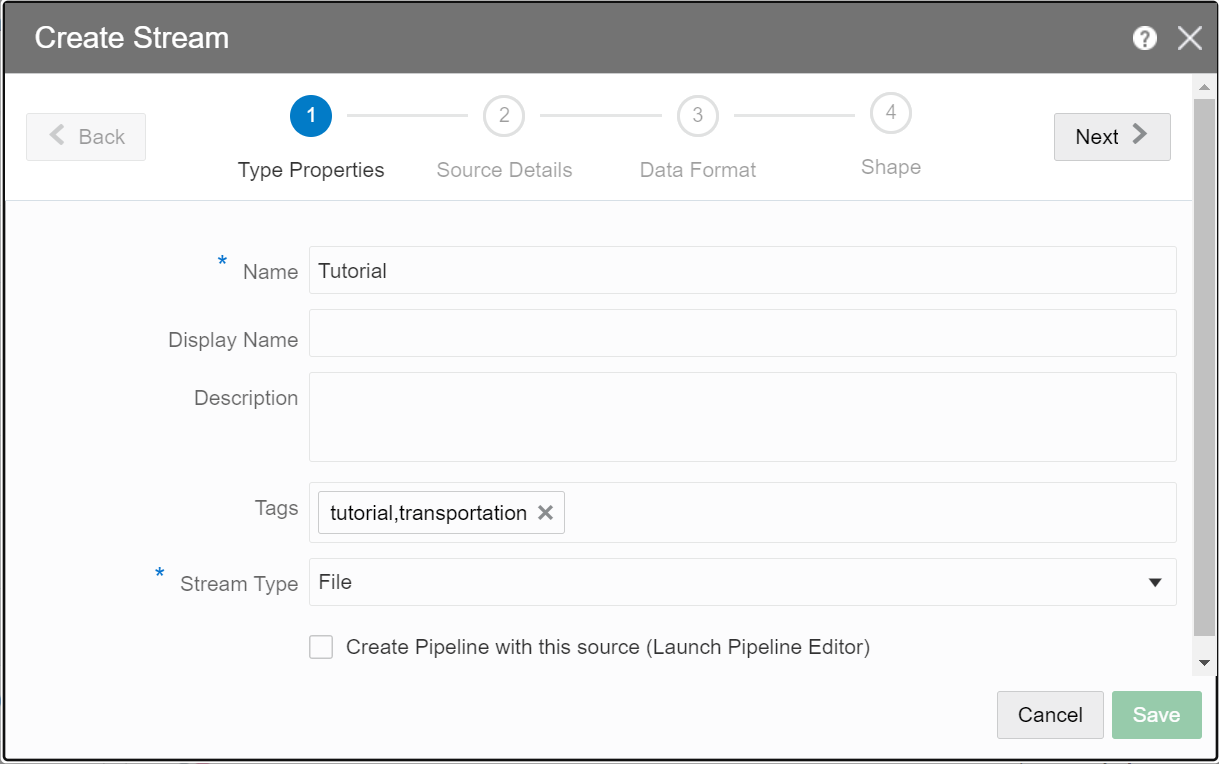 Create Stream
?
Back
1
2
3
4
Next
Type Properties
Source Details
Data Format
Shape
* Name
Tutorial
Display Name
Description
Tags
tutorial,transportation
* Stream Type
File
Create Pipeline with this source (Launch Pipeline Editor)
Cancel
Save